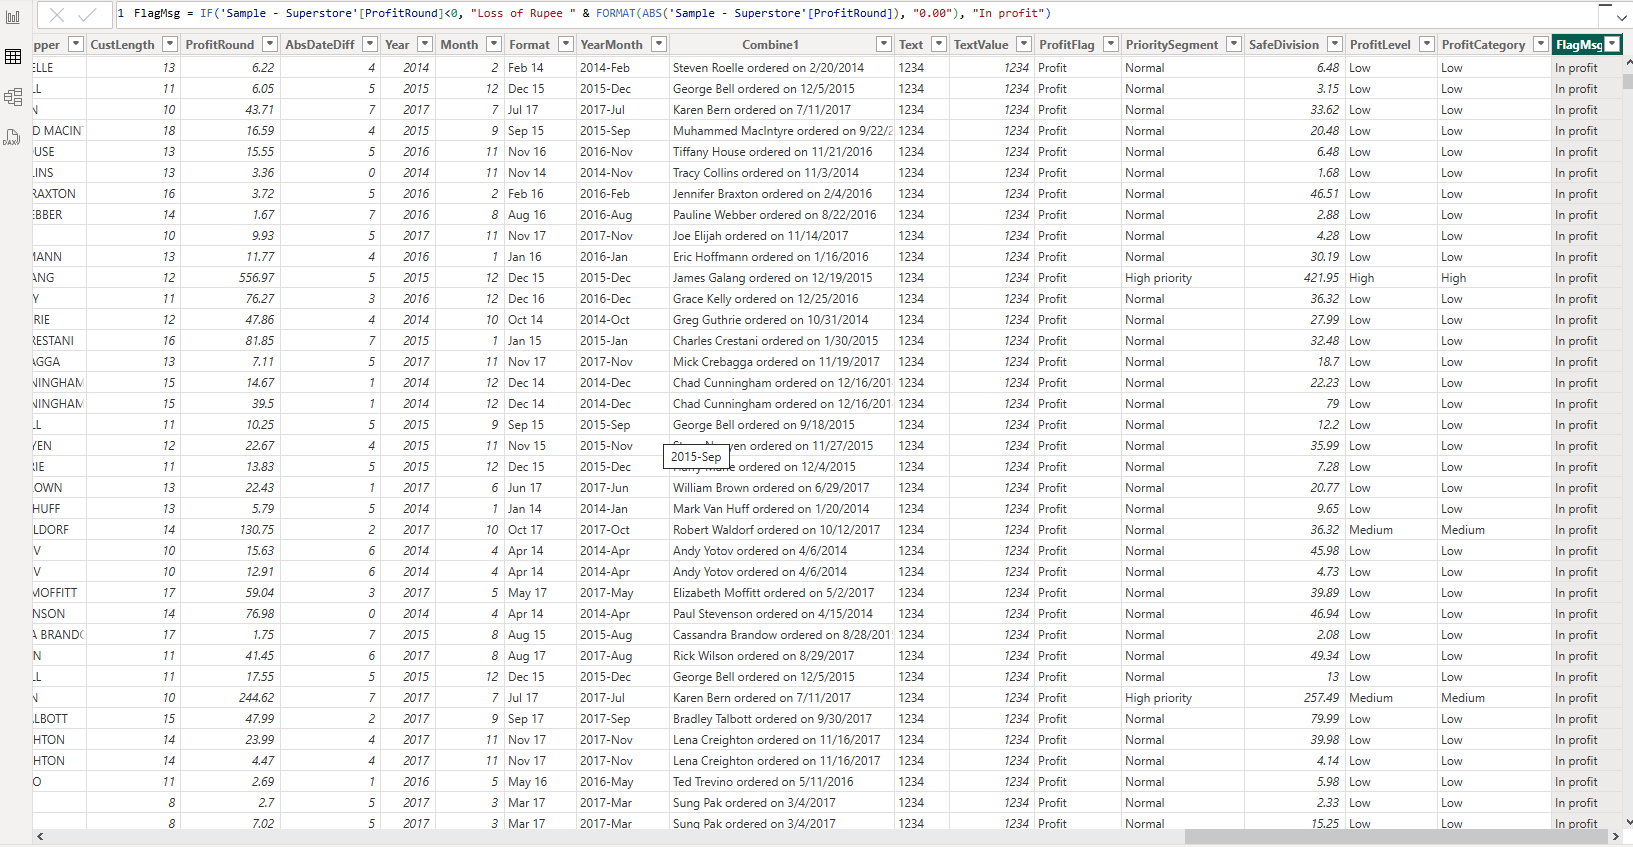 1 FlagMsg = IF('Sample - Superstore'[ProfitRound]<0, "Loss of Rupee " & FORMAT(ABS('Sample - Superstore'[ProfitRound]), "0.00"), "In profit")
pper CustLength ProfitRound AbsDateDiff Year Month Format YearMonth Combine1 Text TextValue ProfitFlag PrioritySegment SafeDivision ProfitLevel ProfitCategory FlagMsg
ELLE 13 6.22 4 2014 2 Feb 14 2014-Feb Steven Roelle ordered on 2/20/2014 1234 1234 Profit Normal 6.48 Low Low In profit
LL 11 6.05 5 2015 12 Dec 15 2015-Dec George Bell ordered on 12/5/2015 1234 1234 Profit Normal 3.15 Low Low In profit
N 10 43.71 7 2017 7 Jul 17 2017-Jul Karen Bern ordered on 7/11/2017 1234 1234 Profit Normal 33.62 Low Low In profit
D MACIN 18 16.59 4 2015 9 Sep 15 2015-Sep Muhammed MacIntyre ordered on 9/22/2 1234 1234 Profit Normal 20.48 Low Low In profit
OUSE 13 15.55 5 2016 11 Nov 16 2016-Nov Tiffany House ordered on 11/21/2016 1234 1234 Profit Normal 6.48 Low Low In profit
LINS 13 3.36 0 2014 11 Nov 14 2014-Nov Tracy Collins ordered on 11/3/2014 1234 1234 Profit Normal 1.68 Low Low In profit
RAXTON 16 3.72 5 2016 2 Feb 16 2016-Feb Jennifer Braxton ordered on 2/4/2016 1234 1234 Profit Normal 46.51 Low Low In profit
EBBER 14 1.67 7 2016 8 Aug 16 2016-Aug Pauline Webber ordered on 8/22/2016 1234 1234 Profit Normal 2.88 Low Low In profit
10 9.93 5 2017 11 Nov 17 2017-Nov Joe Elijah ordered on 11/14/2017 1234 1234 Profit Normal 4.28 Low Low In profit
MANN 13 11.77 4 2016 1 Jan 16 2016-Jan Eric Hoffmann ordered on 1/16/2016 1234 1234 Profit Normal 30.19 Low Low In profit
ANG 12 556.97 5 2015 12 Dec 15 2015-Dec James Galang ordered on 12/19/2015 1234 1234 Profit High priority 421.95 High High In profit
Y 11 76.27 3 2016 12 Dec 16 2016-Dec Grace Kelly ordered on 12/25/2016 1234 1234 Profit Normal 36.32 Low Low In profit
RIE 12 47.86 4 2014 10 Oct 14 2014-Oct Greg Guthrie ordered on 10/31/2014 1234 1234 Profit Normal 27.99 Low Low In profit
RESTANI 16 81.85 7 2015 1 Jan 15 2015-Jan Charles Crestani ordered on 1/30/2015 1234 1234 Profit Normal 32.48 Low Low In profit
AGGA 13 7.11 5 2017 11 Nov 17 2017-Nov Mick Crebagga ordered on 11/19/2017 1234 1234 Profit Normal 18.7 Low Low In profit
NINGHAM 15 14.67 1 2014 12 Dec 14 2014-Dec Chad Cunningham ordered on 12/16/201 1234 1234 Profit Normal 22.23 Low Low In profit
NINGHAM 15 39.5 1 2014 12 Dec 14 2014-Dec Chad Cunningham ordered on 12/16/201 1234 1234 Profit Normal 79 Low Low In profit
LL 11 10.25 5 2015 9 Sep 15 2015-Sep George Bell ordered on 9/18/2015 1234 1234 Profit Normal 12.2 Low Low In profit
YEN 12 22.67 4 2015 11 Nov 15 2015-Nov ordered on 11/27/2015 1234 1234 Profit Normal 35.99 Low Low In profit
2015-Sep
RIE 11 13.83 5 2015 12 Dec 15 2015-Dec ordered on 12/4/2015 1234 1234 Profit Normal 7.28 Low Low In profit
OWN 13 22.43 1 2017 6 Jun 17 2017-Jun William Brown ordered on 6/29/2017 1234 1234 Profit Normal 20.77 Low Low In profit
HUFF 13 5.79 5 2014 1 Jan 14 2014-Jan Mark Van Huff ordered on 1/20/2014 1234 1234 Profit Normal 9.65 Low Low In profit
LDORF 14 130.75 2 2017 10 Oct 17 2017-Oct Robert Waldorf ordered on 10/12/2017 1234 1234 Profit Normal 36.32 Medium Medium In profit
V 10 15.63 6 2014 4 Apr 14 2014-Apr Andy Yotov ordered on 4/6/2014 1234 1234 Profit Normal 45.98 Low Low In profit
V 10 12.91 6 2014 4 Apr 14 2014-Apr Andy Yotov ordered on 4/6/2014 1234 1234 Profit Normal 4.73 Low Low In profit
MOFFITT 17 59.04 3 2017 5 May 17 2017-May Elizabeth Moffitt ordered on 5/2/2017 1234 1234 Profit Normal 39.89 Low Low In profit
NSON 14 76.98 0 2014 4 Apr 14 2014-Apr Paul Stevenson ordered on 4/15/2014 1234 1234 Profit Normal 46.94 Low Low In profit
A BRANDO 17 1.75 7 2015 8 Aug 15 2015-Aug Cassandra Brandow ordered on 8/28/201 1234 1234 Profit Normal 2.08 Low Low In profit
N 11 41.45 6 2017 8 Aug 17 2017-Aug Rick Wilson ordered on 8/29/2017 1234 1234 Profit Normal 49.34 Low Low In profit
LL 11 17.55 5 2015 12 Dec 15 2015-Dec George Bell ordered on 12/5/2015 1234 1234 Profit Normal 13 Low Low In profit
N 10 244.62 7 2017 7 Jul 17 2017-Jul Karen Bern ordered on 7/11/2017 1234 1234 Profit High priority 257.49 Medium Medium In profit
ALBOTT 15 47.99 2 2017 9 Sep 17 2017-Sep Bradley Talbott ordered on 9/30/2017 1234 1234 Profit Normal 79.99 Low Low In profit
GHTON 14 23.99 4 2017 11 Nov 17 2017-Nov Lena Creighton ordered on 11/16/2017 1234 1234 Profit Normal 39.98 Low Low In profit
GHTON 14 4.47 4 2017 11 Nov 17 2017-Nov Lena Creighton ordered on 11/16/2017 1234 1234 Profit Normal 4.14 Low Low In profit
O 11 2.69 1 2016 5 May 16 2016-May Ted Trevino ordered on 5/11/2016 1234 1234 Profit Normal 5.98 Low Low In profit
8 2.7 5 2017 3 Mar 17 2017-Mar Sung Pak ordered on 3/4/2017 1234 1234 Profit Normal 2.33 Low Low In profit
8 7.02 5 2017 3 Mar 17 2017-Mar Sung Pak ordered on 3/4/2017 1234 1234 Profit Normal 15.25 Low Low In profit